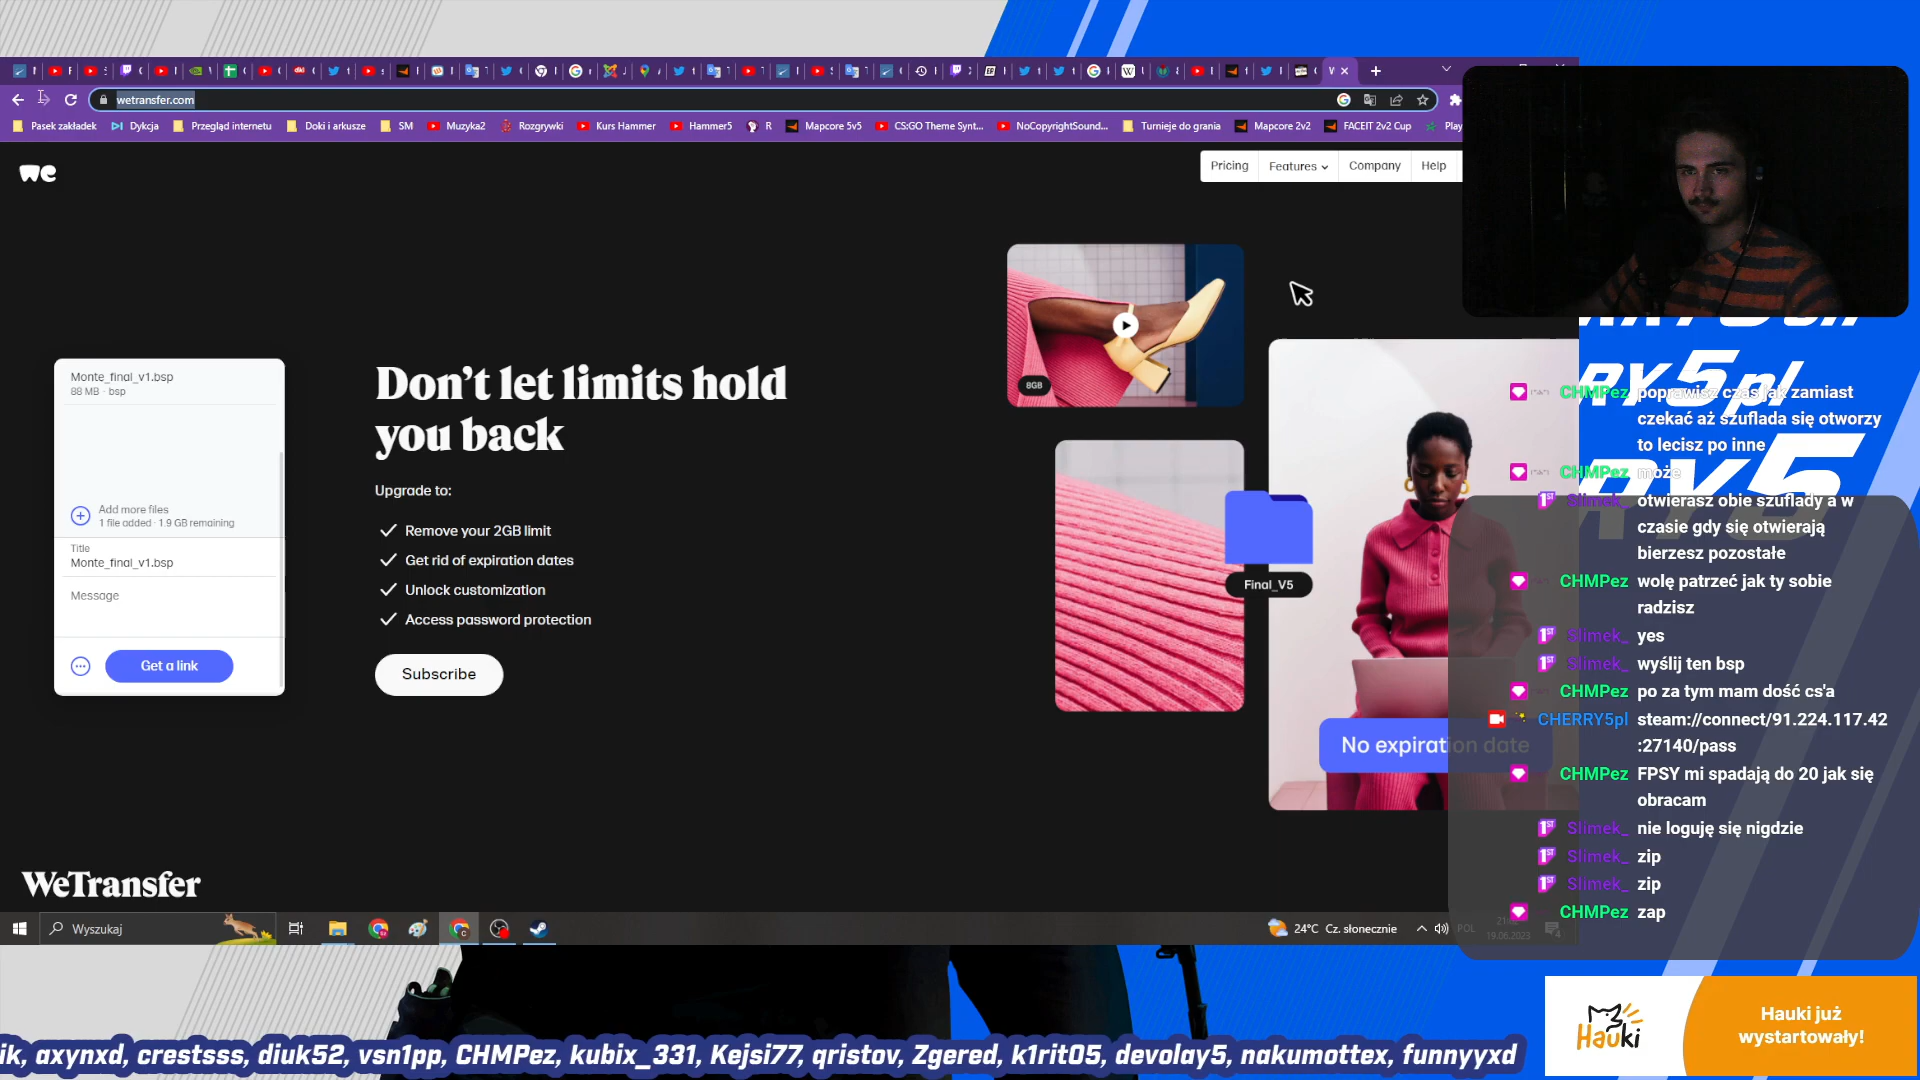 wetransfer.com
Pasek zakładek
Dykcja
Przegląd internetu
Doki i arkusze
SM
Muzyka2
Rozgrywki
Kurs Hammer
Hammer5
R
Mapcore 5v5
CS:GO Theme Synt...
NoCopyrightSound...
Turnieje do grania
Mapcore 2v2
FACEIT 2v2 Cup
Play
we
Pricing
Features
Company
Help
Monte_final_v1.bsp
88 MB · bsp
Add more files
1 file added · 1.9 GB remaining
Title
Monte_final_v1.bsp
Message
Get a link
Don't let limits hold
you back
Upgrade to:
Remove your 2GB limit
Get rid of expiration dates
Unlock customization
Access password protection
Subscribe
8GB
Final_V5
No expiration date
WeTransfer
RY5pl
CHMPez poprawisz czas jak zamiast
czekać aż szuflada się otworzy
to lecisz po inne
CHMPez może
Slimek_ otwierasz obie szuflady a w
czasie gdy się otwierają
bierzesz pozostałe
CHMPez wolę patrzeć jak ty sobie
radzisz
Slimek_ yes
Slimek_ wyślij ten bsp
CHMPez po za tym mam dość cs'a
CHERRY5pl steam://connect/91.224.117.42
:27140/pass
CHMPez FPSY mi spadają do 20 jak się
obracam
Slimek_ nie loguję się nigdzie
Slimek_ zip
Slimek_ zip
CHMPez zap
Wyszukaj
24°C Cz. słonecznie
POL
19.06.2023
Hauki
Hauki już
wystartowały!
ik, axynxd, crestsss, diuk52, vsn1pp, CHMPez, kubix_331, Kejsi77, qristov, Zgered, k1rit05, devolay5, nakumottex, funnyyxd